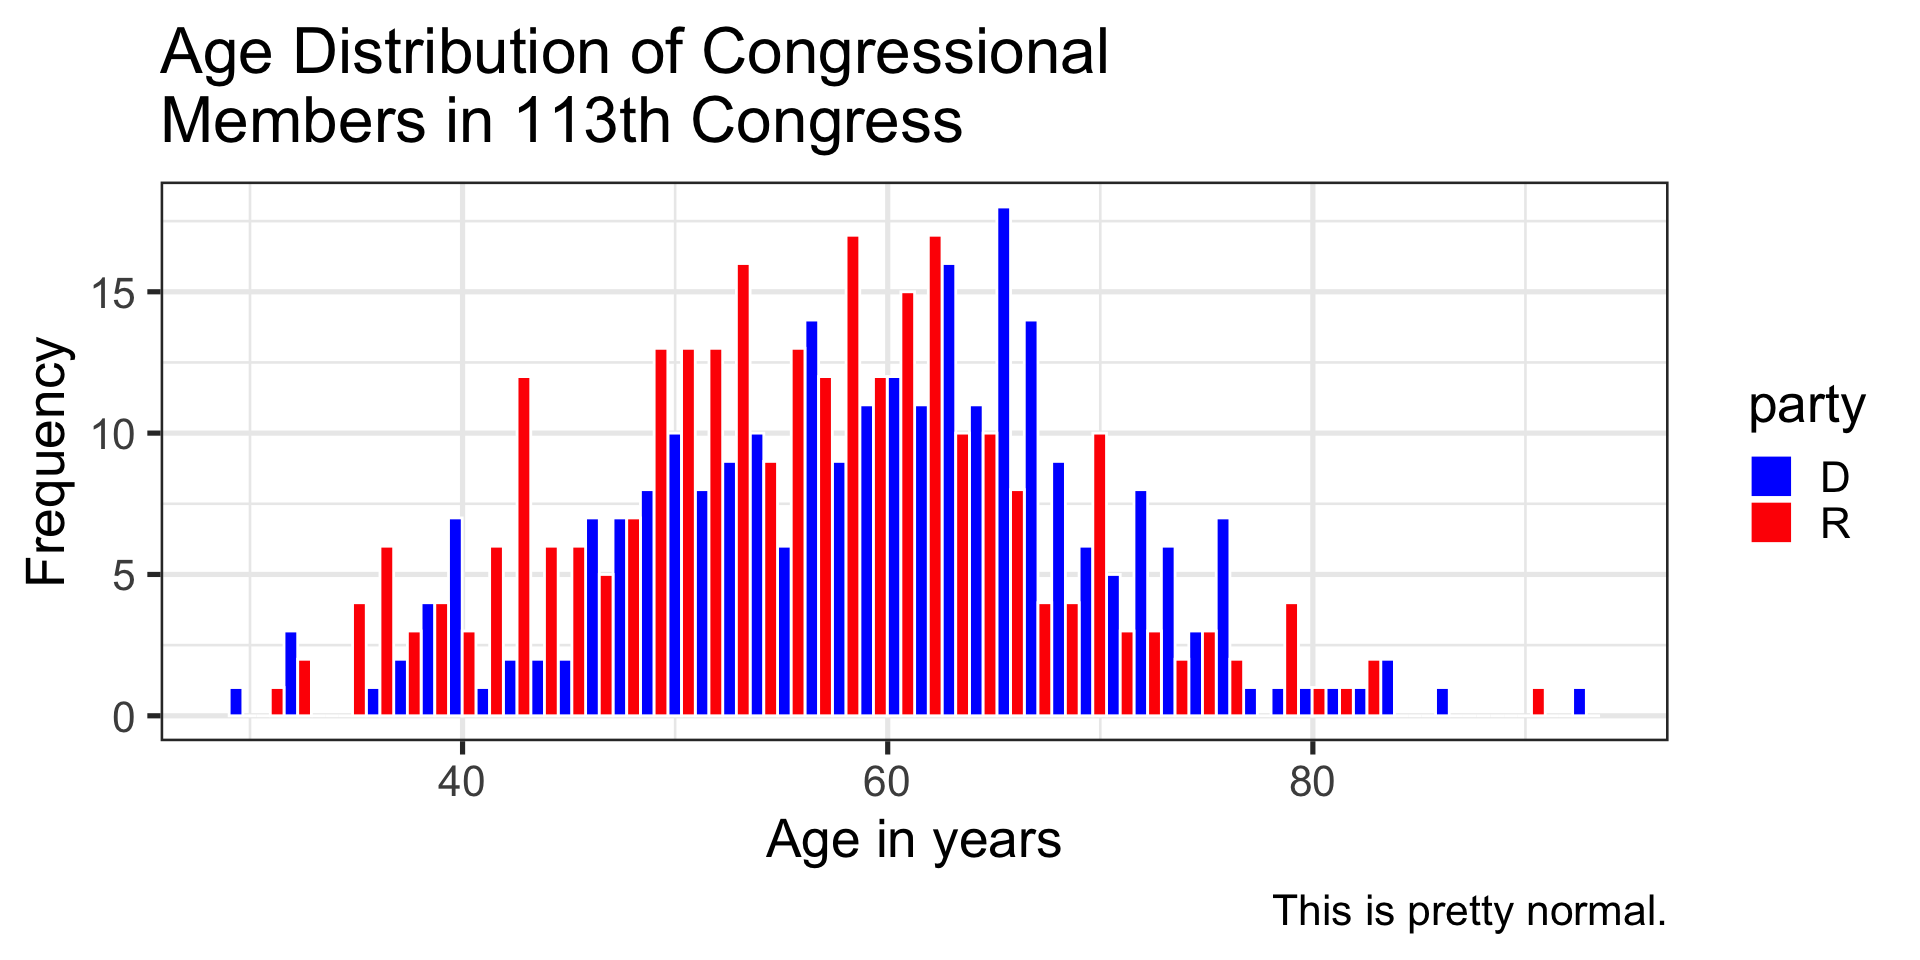 Age Distribution of Congressional
Members in 113th Congress
Frequency
15
10
5
0
40 60 80
Age in years
party
D
R
This is pretty normal.